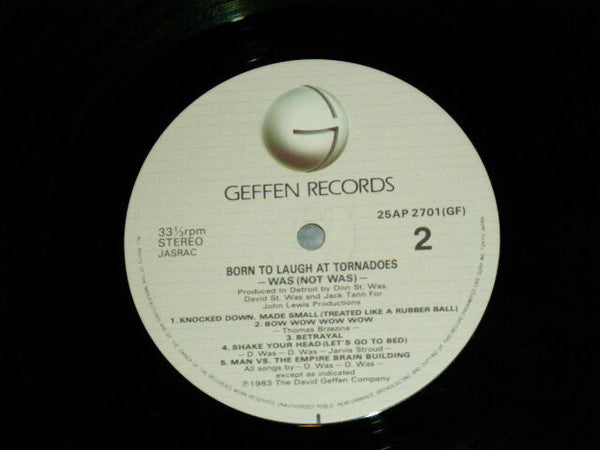 GEFFEN RECORDS
25AP 2701(GF)
33⅓rpm
STEREO
JASRAC
2
BORN TO LAUGH AT TORNADOES
— WAS (NOT WAS) —
Produced In Dwtroit by Don St. Was,
David St. Was and Jack Tann For
John Lewis Productions
1. KNOCKED DOWN, MADE SMALL (TREATED LIKE A RUBBER BALL)
2. BOW WOW WOW WOW
— Thomas Brzezina —
3. BETRAYAL
4. SHAKE YOUR HEAD (LET'S GO TO BED)
— D. Was — D. Was — Jarvis Stroud —
5. MAN VS. THE EMPIRE BRAIN BUILDING
All songs by — D. Was — D. Was
except as indicated
℗1983 The David Geffen Company